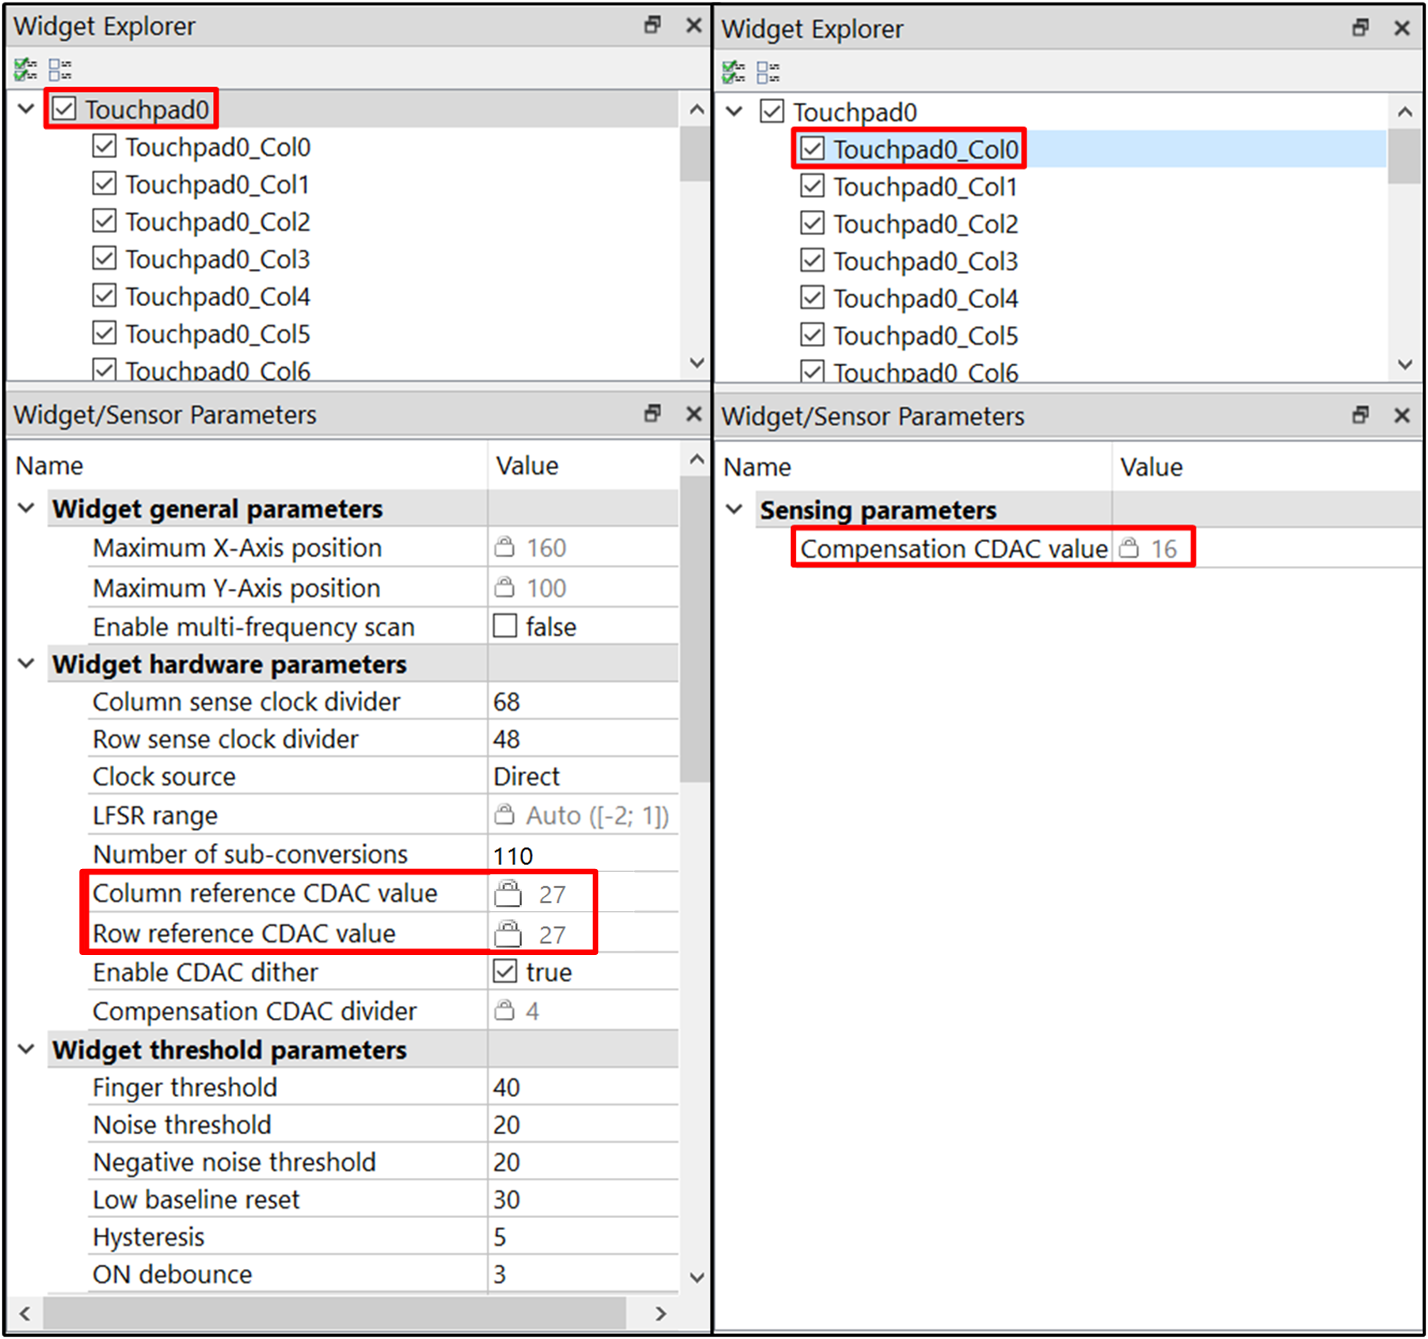 Widget Explorer
Touchpad0
Touchpad0_Col0
Touchpad0_Col1
Touchpad0_Col2
Touchpad0_Col3
Touchpad0_Col4
Touchpad0_Col5
Touchpad0_Col6
Widget/Sensor Parameters
Name Value
Widget general parameters
Maximum X-Axis position 160
Maximum Y-Axis position 100
Enable multi-frequency scan false
Widget hardware parameters
Column sense clock divider 68
Row sense clock divider 48
Clock source Direct
LFSR range Auto ([-2; 1])
Number of sub-conversions 110
Column reference CDAC value 27
Row reference CDAC value 27
Enable CDAC dither true
Compensation CDAC divider 4
Widget threshold parameters
Finger threshold 40
Noise threshold 20
Negative noise threshold 20
Low baseline reset 30
Hysteresis 5
ON debounce 3
Widget Explorer
Touchpad0
Touchpad0_Col0
Touchpad0_Col1
Touchpad0_Col2
Touchpad0_Col3
Touchpad0_Col4
Touchpad0_Col5
Touchpad0_Col6
Widget/Sensor Parameters
Name Value
Sensing parameters
Compensation CDAC value 16